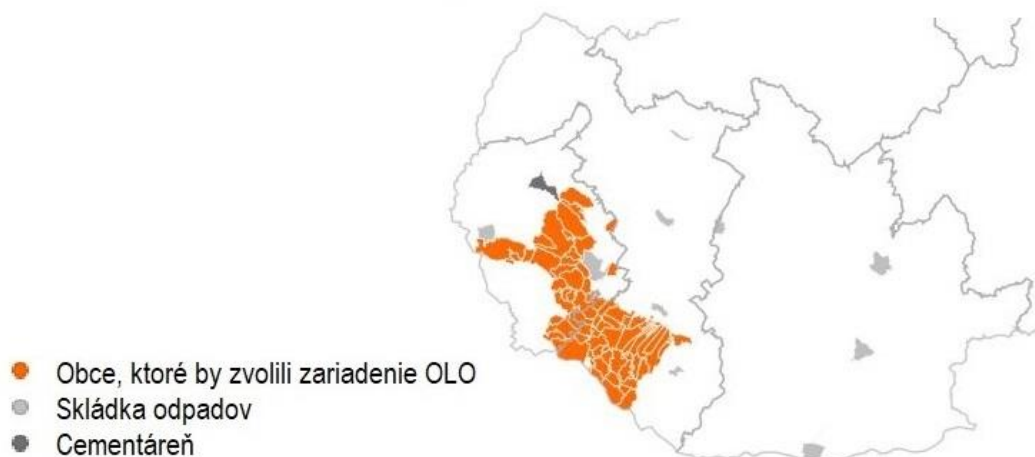 Obce, ktoré by zvolili zariadenie OLO
Skládka odpadov
Cementáreň